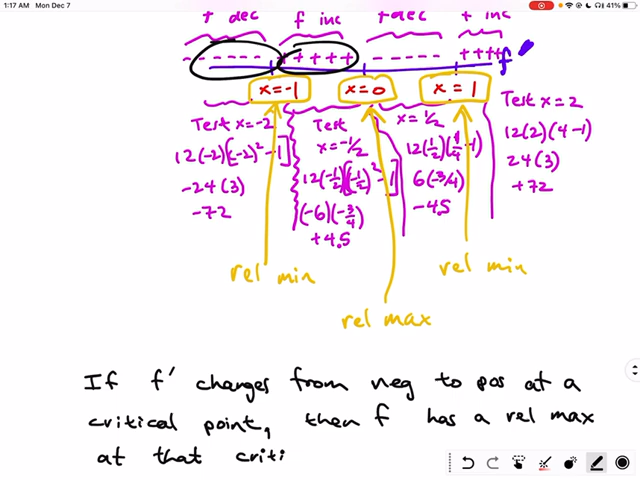 1:17 AM Mon Dec 7 41%
f dec f inc f dec f inc
------ +++++ ----- ++++ f'
x=-1 x=0 x=1
Test x=-2 Test x=-1/2 x=1/2 Test x=2
12(-2)[(-2)²-1] 12(-1/2)[(-1/2)²-1] 12(1/2)(1/4-1) 12(2)(4-1)
-24(3) (-6)(-3/4) 6(-3/4) 24(3)
-72 +4.5 -4.5 +72
rel min rel max rel min
If f' changes from neg to pos at a
critical point, then f has a rel max
at that criti